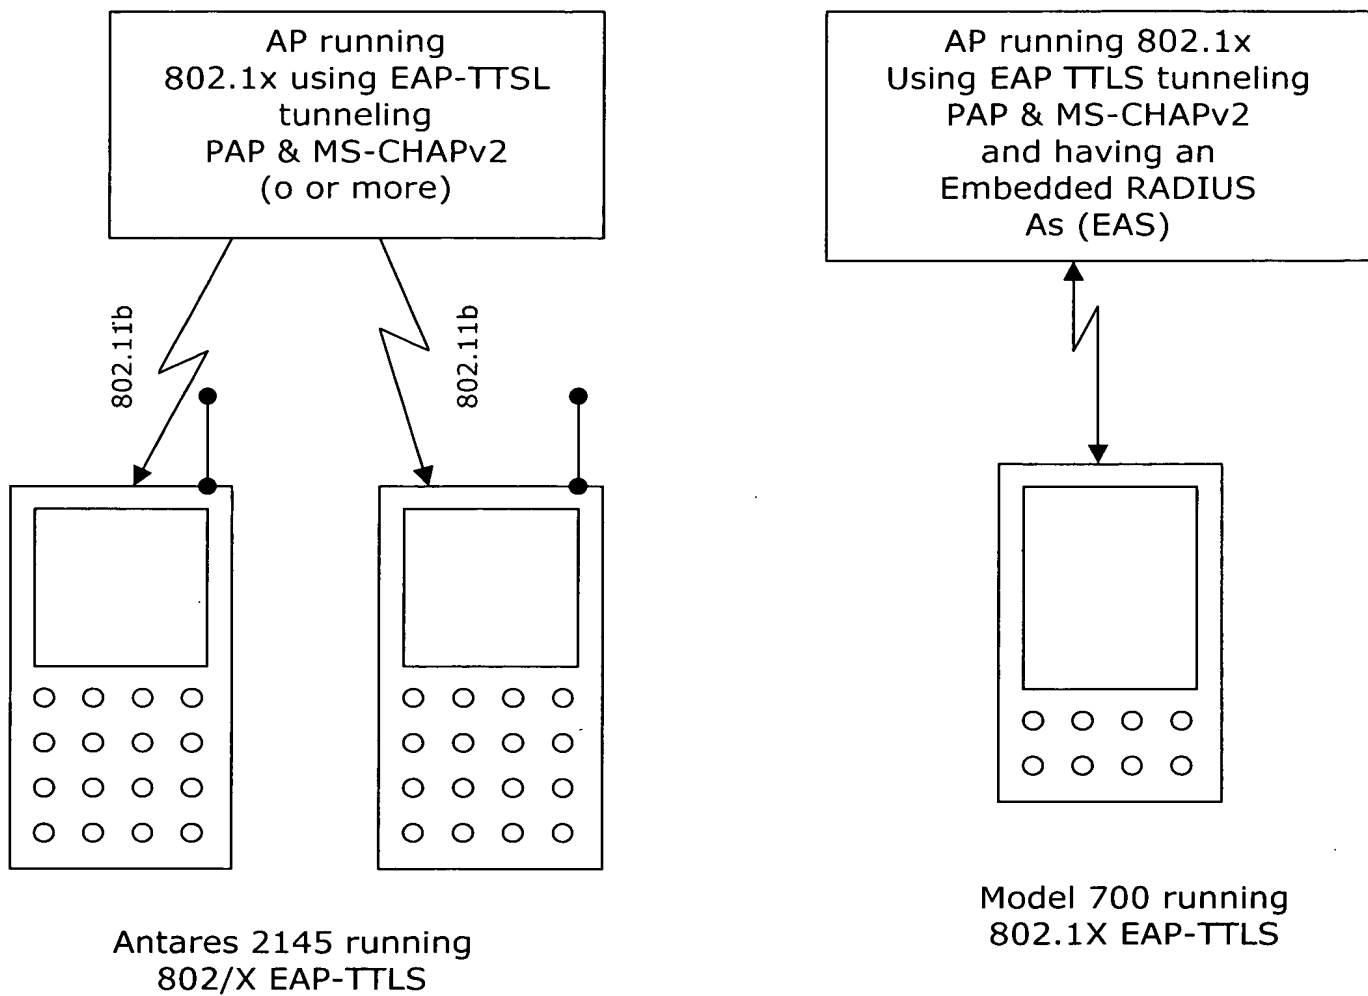 AP running
802.1x using EAP-TTSL
tunneling
PAP & MS-CHAPv2
(o or more)
AP running 802.1x
Using EAP TTLS tunneling
PAP & MS-CHAPv2
and having an
Embedded RADIUS
As (EAS)
802.11b
802.11b
Antares 2145 running
802/X EAP-TTLS
Model 700 running
802.1X EAP-TTLS